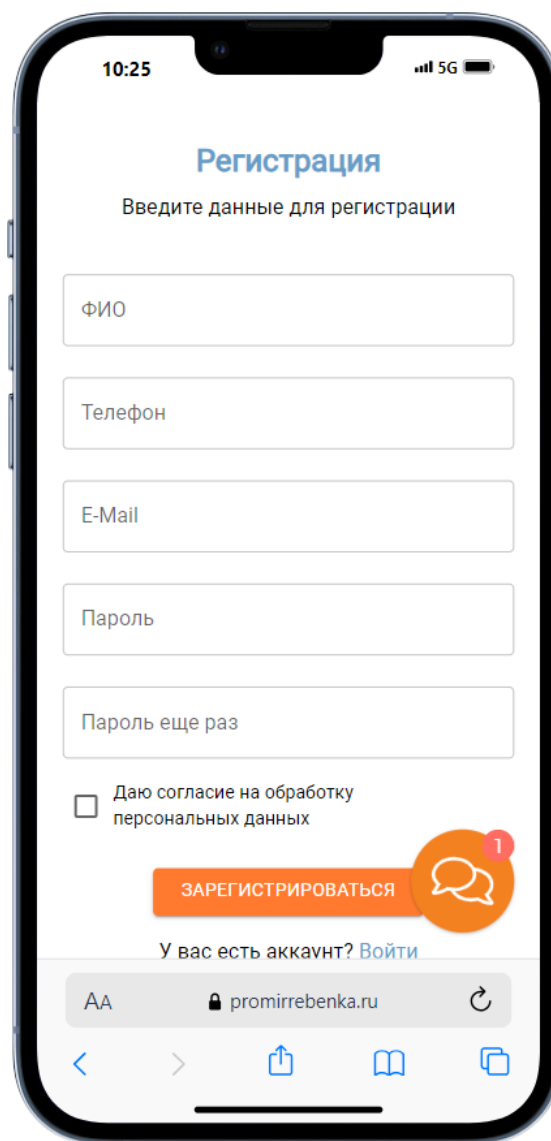 10:25
5G
Регистрация
Введите данные для регистрации
ФИО
Телефон
E-Mail
Пароль
Пароль еще раз
Даю согласие на обработку
персональных данных
1
ЗАРЕГИСТРИРОВАТЬСЯ
У вас есть аккаунт? Войти
AA
promirrebenka.ru